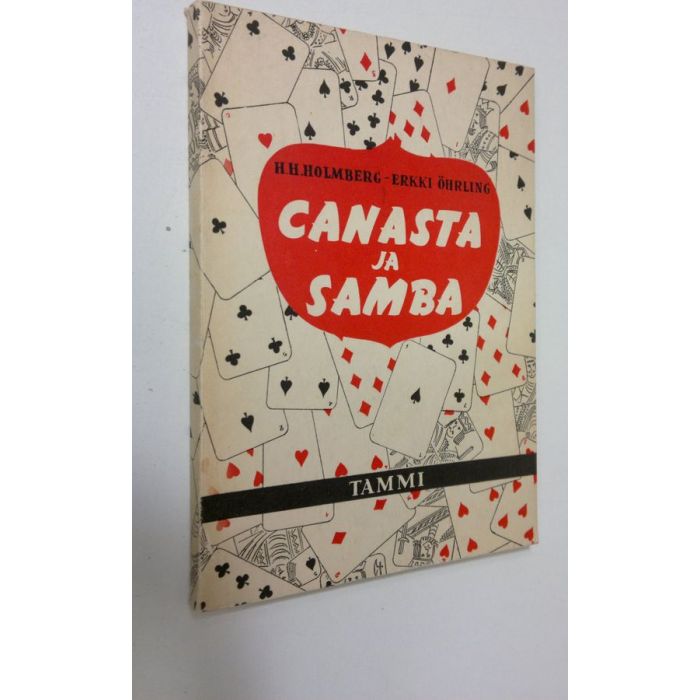 H.H.HOLMBERG - ERKKI ÖHRLING
CANASTA
JA
SAMBA
TAMMI